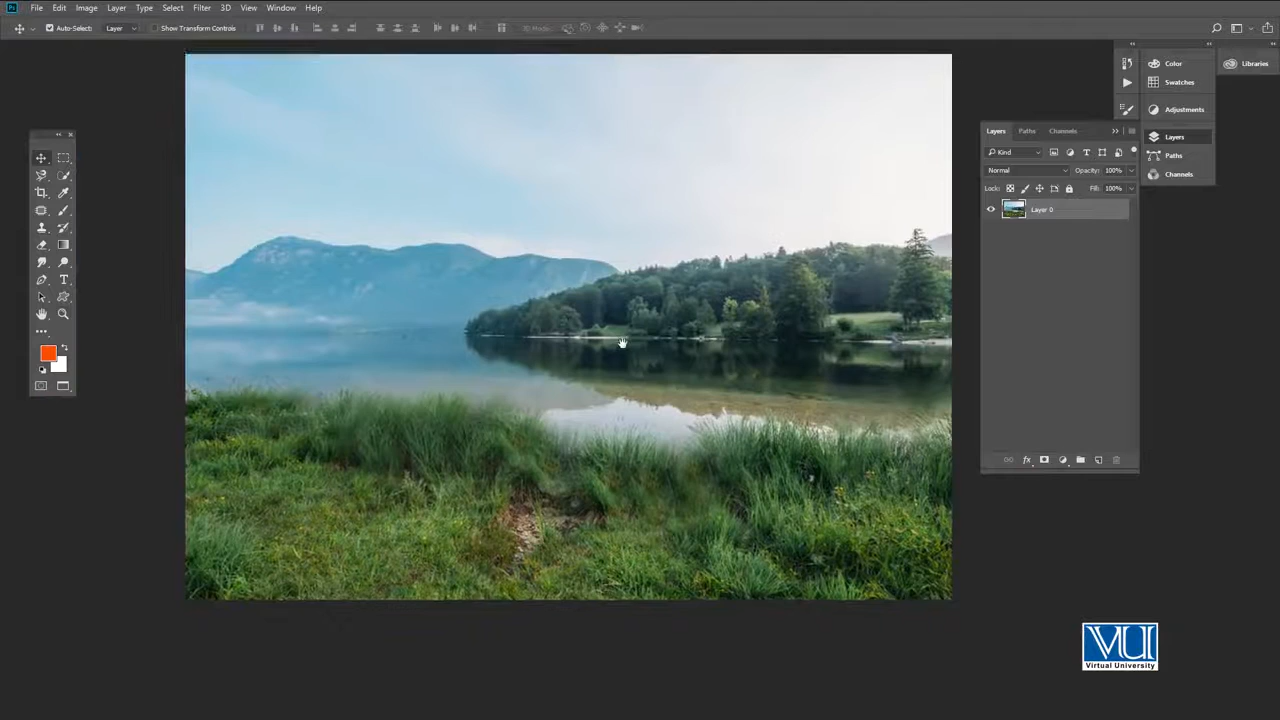 Ps File Edit Image Layer Type Select Filter 3D View Window Help
Auto-Select: Layer Show Transform Controls 3D Mode:
Color
Swatches
Adjustments
Layers
Paths
Channels
Libraries
Layers Paths Channels
Kind
Normal Opacity: 100%
Lock: Fill: 100%
Layer 0
VU
Virtual University